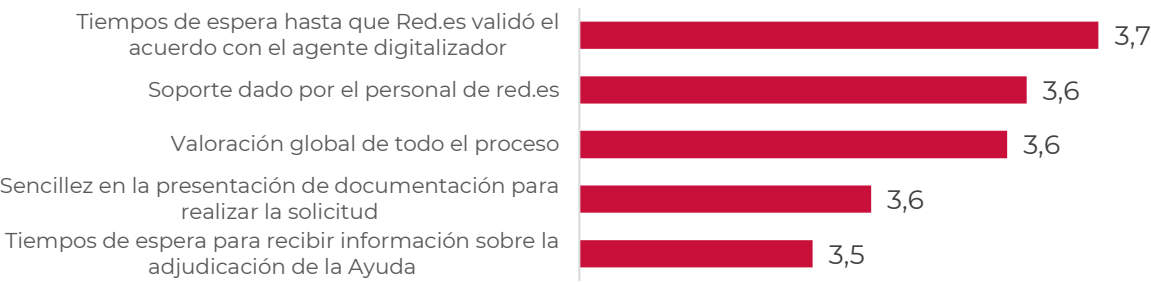 Tiempos de espera hasta que Red.es validó el
acuerdo con el agente digitalizador
3,7
Soporte dado por el personal de red.es
3,6
Valoración global de todo el proceso
3,6
Sencillez en la presentación de documentación para
realizar la solicitud
3,6
Tiempos de espera para recibir información sobre la
adjudicación de la Ayuda
3,5